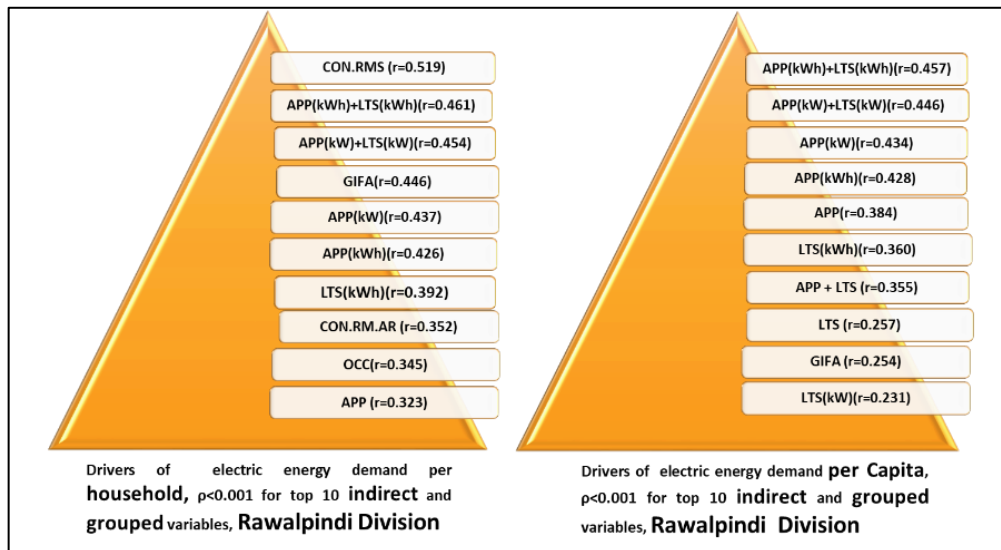 CON.RMS (r=0.519)
APP(kWh)+LTS(kWh)(r=0.461)
APP(kW)+LTS(kW)(r=0.454)
GIFA(r=0.446)
APP(kW)(r=0.437)
APP(kWh)(r=0.426)
LTS(kWh)(r=0.392)
CON.RM.AR (r=0.352)
OCC(r=0.345)
APP (r=0.323)
Drivers of electric energy demand per
household, ρ<0.001 for top 10 indirect and
grouped variables, Rawalpindi Division
APP(kWh)+LTS(kWh)(r=0.457)
APP(kW)+LTS(kW)(r=0.446)
APP(kW)(r=0.434)
APP(kWh)(r=0.428)
APP(r=0.384)
LTS(kWh)(r=0.360)
APP + LTS(r=0.355)
LTS (r=0.257)
GIFA (r=0.254)
LTS(kW)(r=0.231)
Drivers of electric energy demand per Capita,
ρ<0.001 for top 10 indirect and grouped
variables, Rawalpindi Division